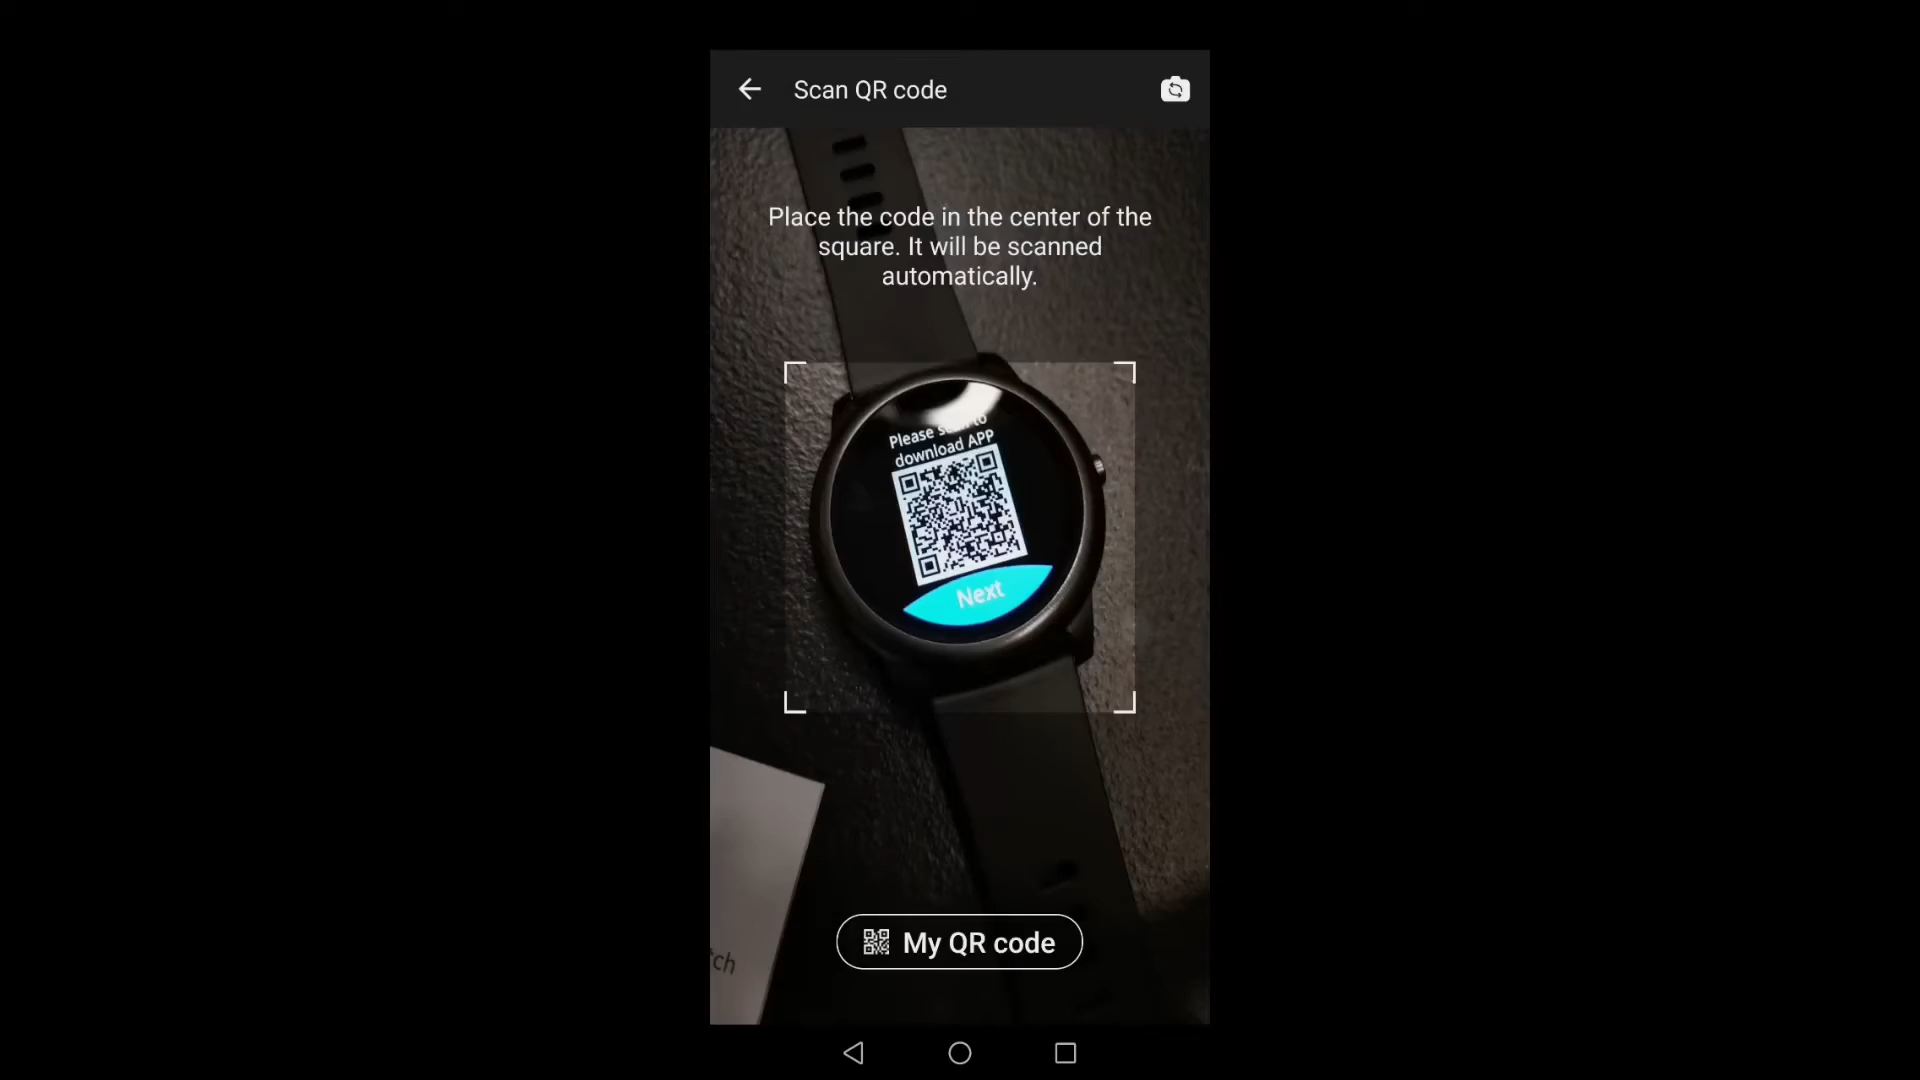 Scan QR code
Place the code in the center of the
square. It will be scanned
automatically.
Please to
download APP
Next
My QR code